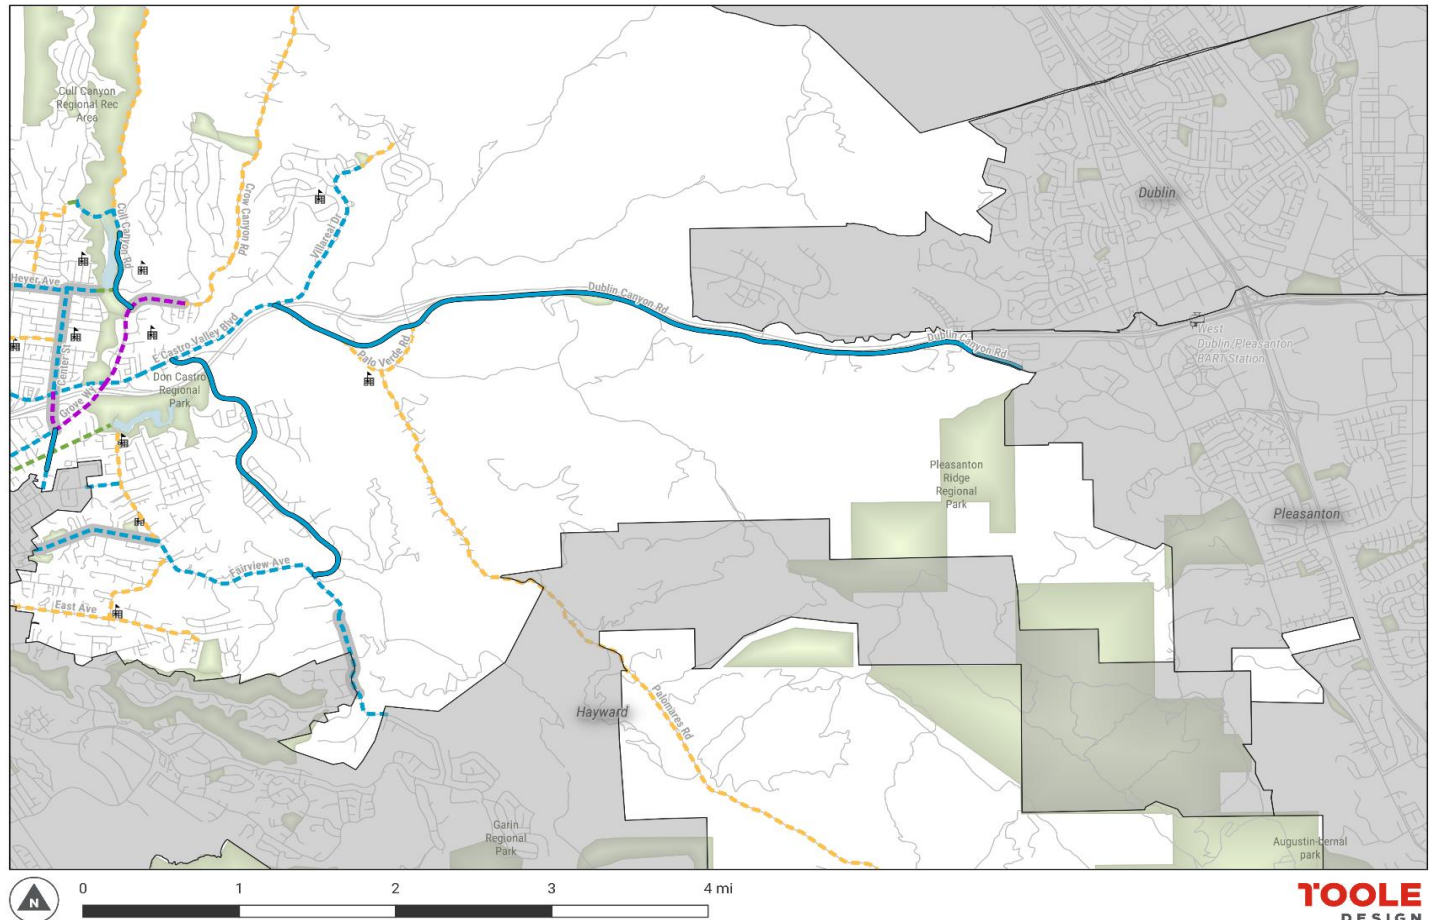 Cull Canyon
Regional Rec
Area
Dublin
Crow Canyon Rd
Cull Canyon Rd
Villareal Dr
Heyer Ave
Dublin Canyon Rd
E Castro Valley Blvd
Dublin Canyon Rd
West
Dublin/Pleasanton
BART Station
Palo Verde Rd
Center St
Don Castro
Regional
Park
Grove Wy
Pleasanton
Ridge
Regional
Park
Pleasanton
Fairview Ave
East Ave
Hayward
Palomares Rd
Garin
Regional
Park
Augustin-bernal
park
N
0 1 2 3 4 mi
TOOLE
DESIGN